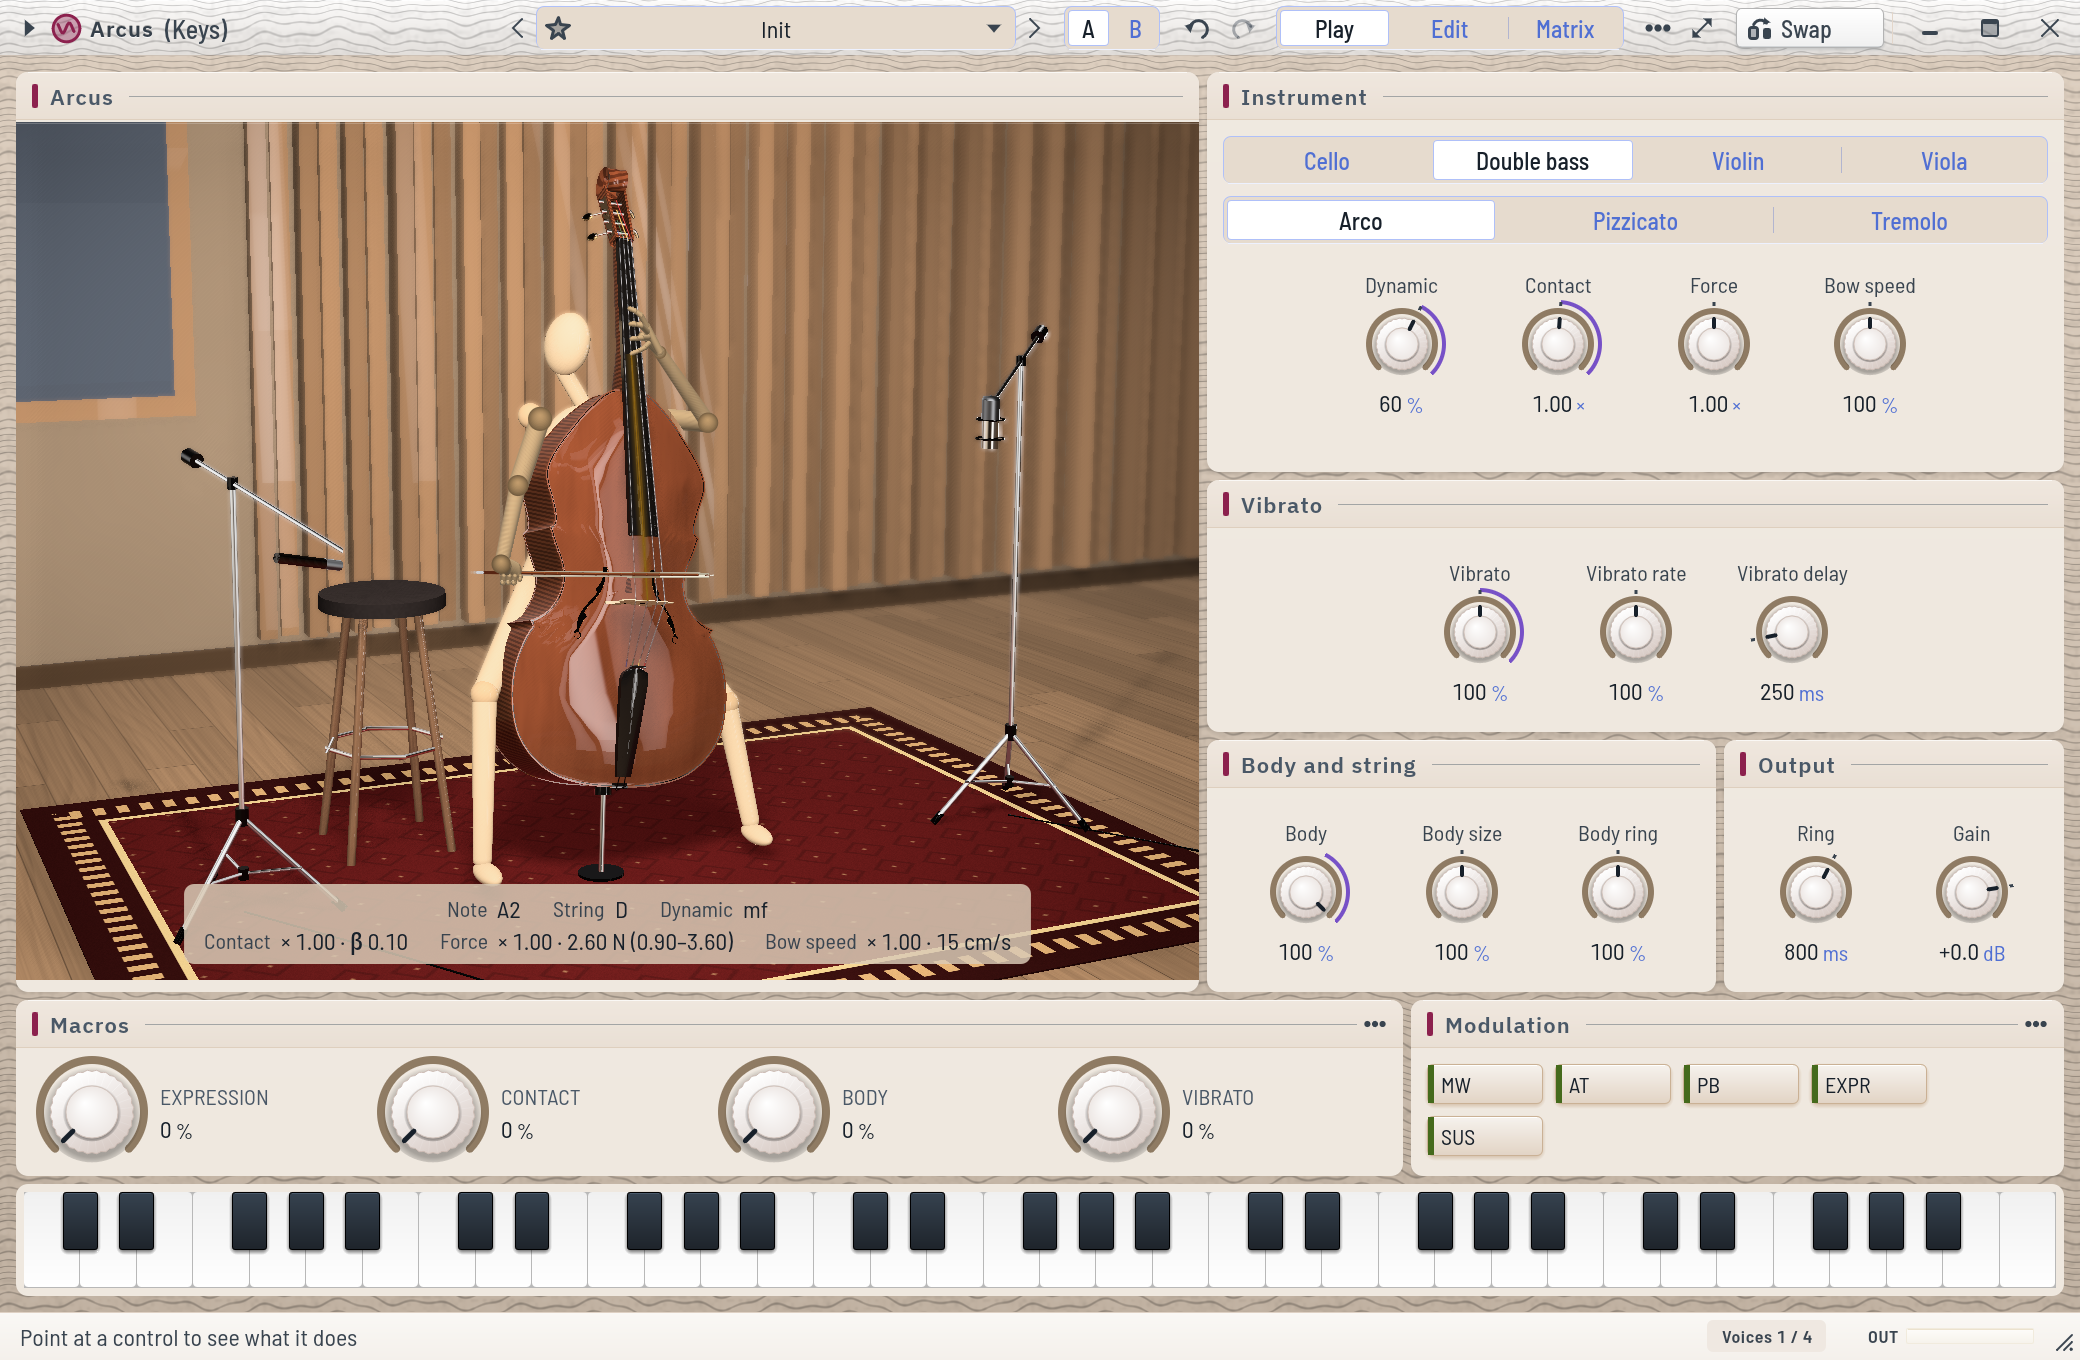 Arcus (Keys)
Init
A B
Play Edit Matrix
Swap
Arcus
Instrument
Cello Double bass Violin Viola
Arco Pizzicato Tremolo
Dynamic Contact Force Bow speed
60 % 1.00 × 1.00 × 100 %
Vibrato
Vibrato Vibrato rate Vibrato delay
100 % 100 % 250 ms
Body and string
Body Body size Body ring
100 % 100 % 100 %
Output
Ring Gain
800 ms +0.0 dB
Note A2 String D Dynamic mf
Contact × 1.00 · β 0.10 Force × 1.00 · 2.60 N (0.90–3.60) Bow speed × 1.00 · 15 cm/s
Macros
EXPRESSION
0 %
CONTACT
0 %
BODY
0 %
VIBRATO
0 %
Modulation
MW AT PB EXPR
SUS
Point at a control to see what it does
Voices 1 / 4 OUT